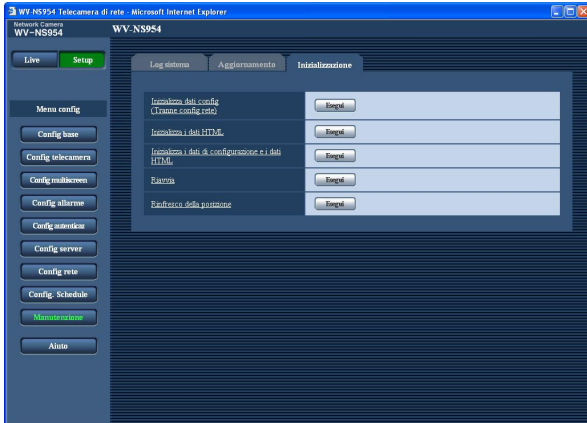 WV-NS954 Telecamera di rete - Microsoft Internet Explorer
Network Camera
WV-NS954
WV-NS954
Live
Setup
Log sistema
Aggiornamento
Inizializzazione
Menu config
Config base
Config telecamera
Config multiscreen
Config allarme
Config autenticaz
Config server
Config rete
Config. Schedule
Manutenzione
Aiuto
Inizializza dati config
(Tranne config rete)
Esegui
Inizializza i dati HTML
Esegui
Inizializza i dati di configurazione e i dati
HTML
Esegui
Riavvia
Esegui
Rinfresco della posizione
Esegui